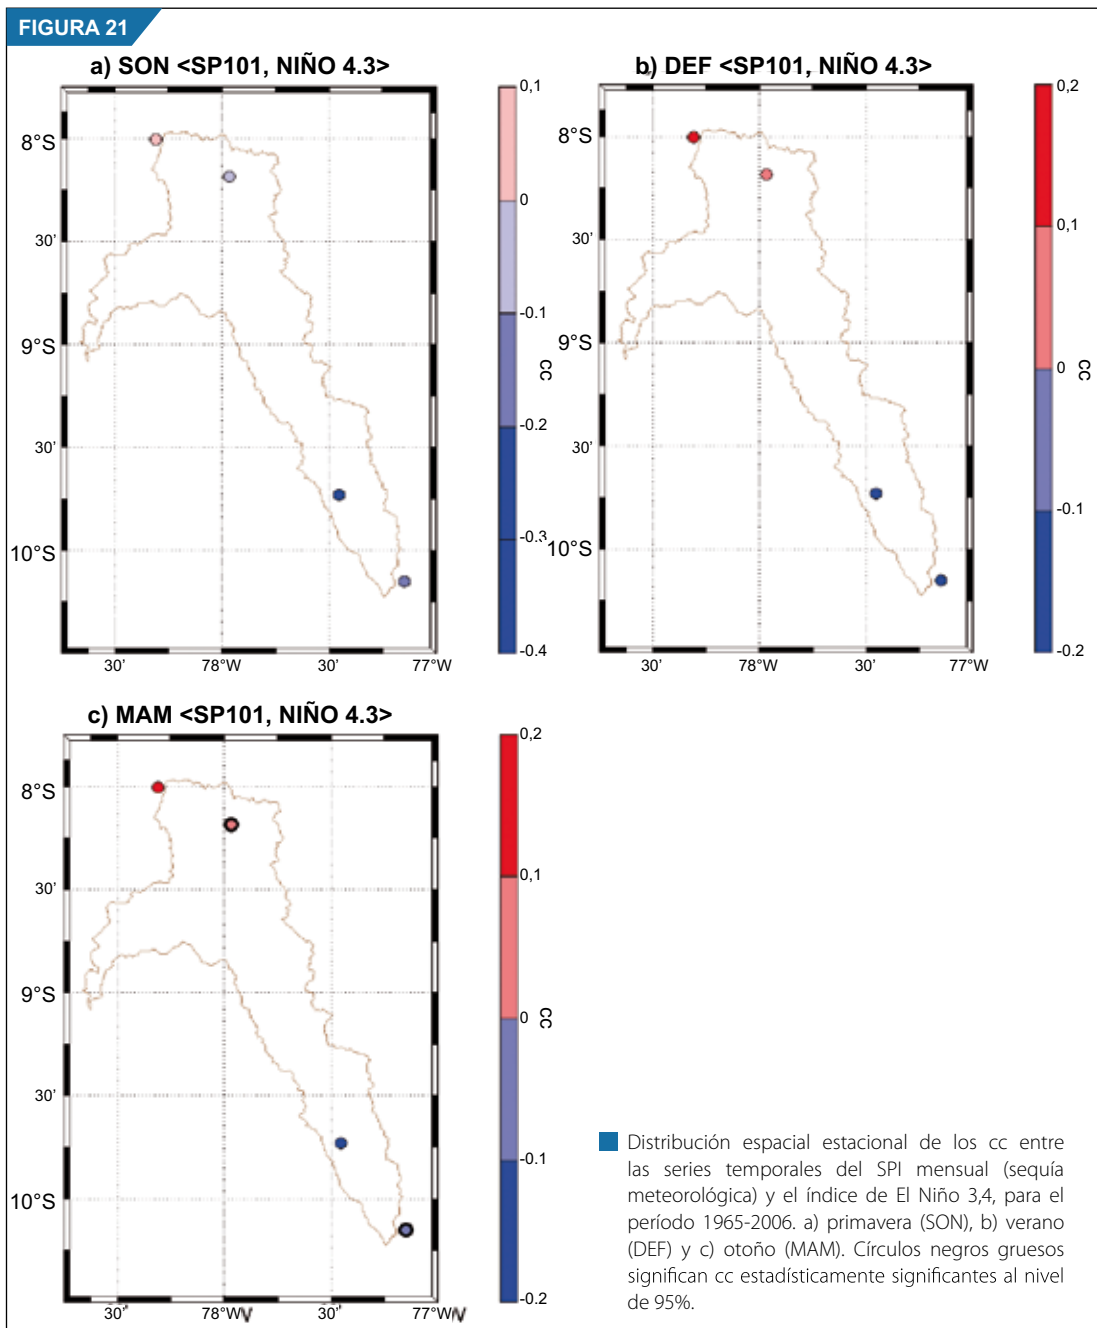 FIGURA 21
a) SON <SP101, NIÑO 4.3>
8°S
30'
9°S
30'
10°S
30'
78°W
30'
77°W
0,1
0
-0.1
-0.2
-0.3
-0.4
cc
b) DEF <SP101, NIÑO 4.3>
8°S
30'
9°S
30'
10°S
30'
78°W
30'
77°W
0,2
0,1
0
-0.1
-0.2
cc
c) MAM <SP101, NIÑO 4.3>
8°S
30'
9°S
30'
10°S
30'
78°W
30'
77°W
0,2
0,1
0
-0.1
-0.2
cc
Distribución espacial estacional de los cc entre
las series temporales del SPI mensual (sequía
meteorológica) y el índice de El Niño 3,4, para el
período 1965-2006. a) primavera (SON), b) verano
(DEF) y c) otoño (MAM). Círculos negros gruesos
significan cc estadísticamente significantes al nivel
de 95%.